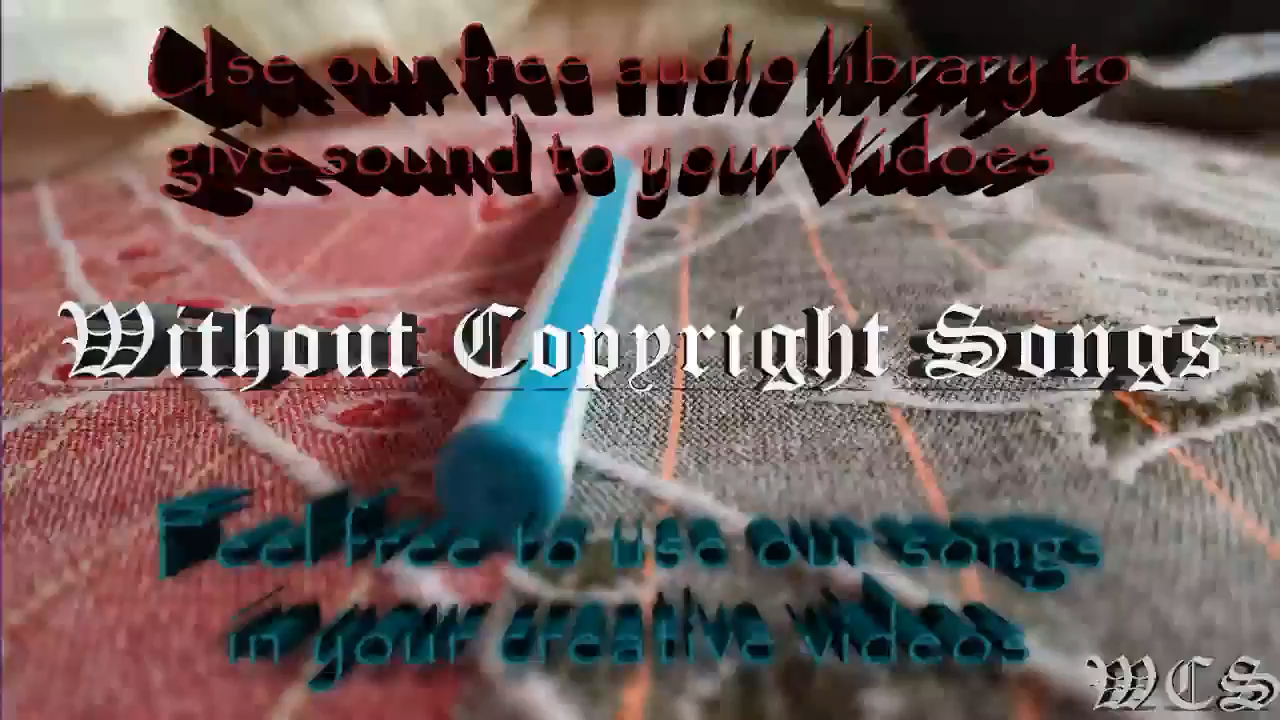 Use our free audio library to
give sound to your Vidoes
Without Copyright Songs
Feel free to use our songs
in your creative videos
WCS